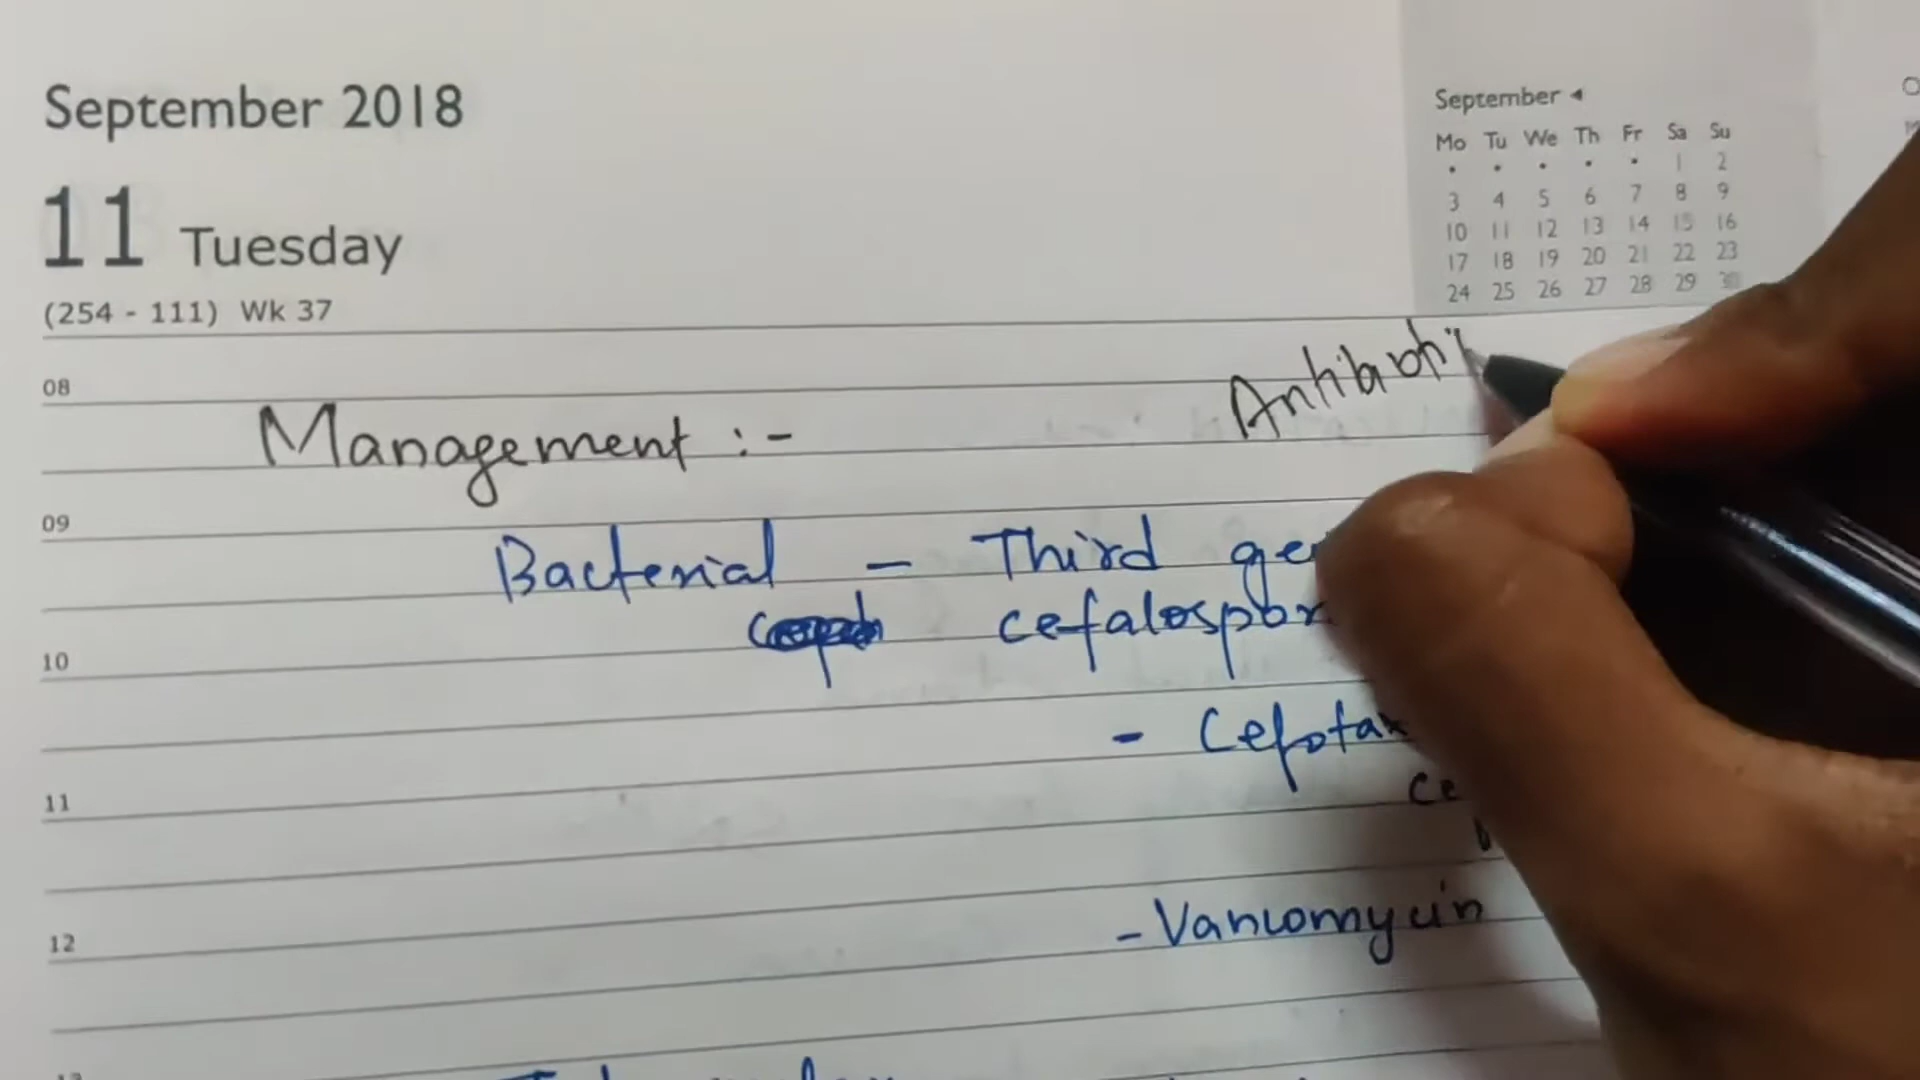 September 2018
11 Tuesday
(254 - 111) Wk 37
September ◄
Mo Tu We Th Fr Sa Su
• • • • • 1 2
3 4 5 6 7 8 9
10 11 12 13 14 15 16
17 18 19 20 21 22 23
24 25 26 27 28 29 30
08
Antibioti
Management :-
09
Bacterial - Third ge
cefalospor
10
- Cefota
11
Ce
- Vancomycin
12